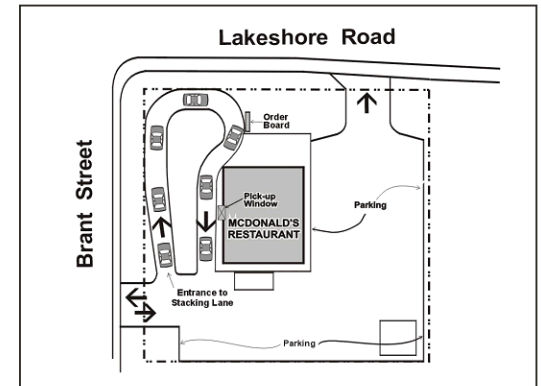 Lakeshore Road
Brant Street
Order
Board
Pick-up
Window
MCDONALD'S
RESTAURANT
Parking
Entrance to
Stacking Lane
Parking